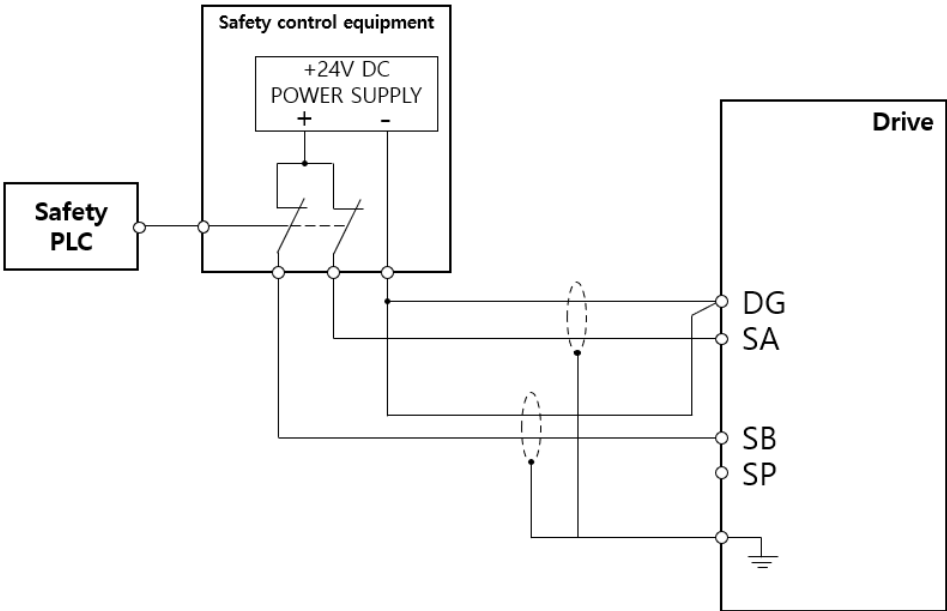 Safety control equipment
+24V DC
POWER SUPPLY
+ -
Drive
Safety
PLC
DG
SA
SB
SP